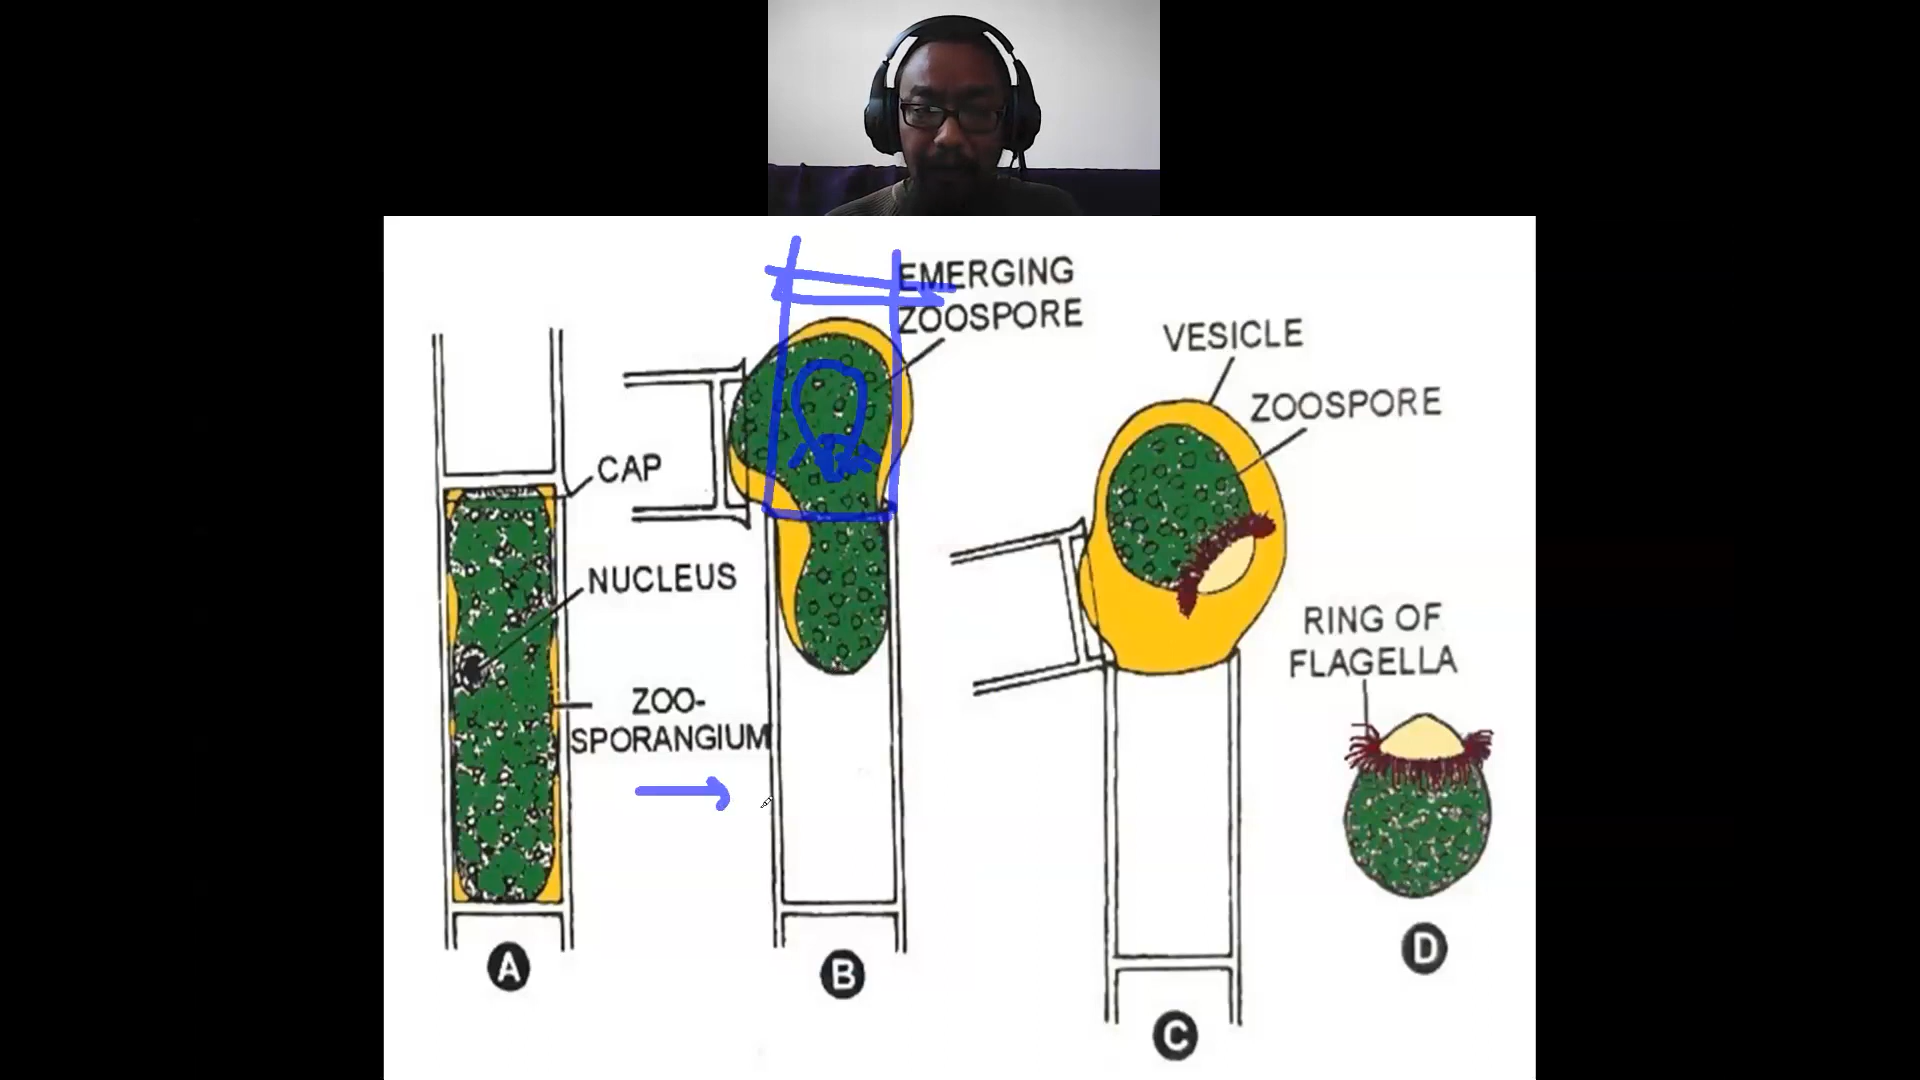 EMERGING
ZOOSPORE
VESICLE
ZOOSPORE
CAP
NUCLEUS
ZOO-
SPORANGIUM
RING OF
FLAGELLA
A
B
C
D